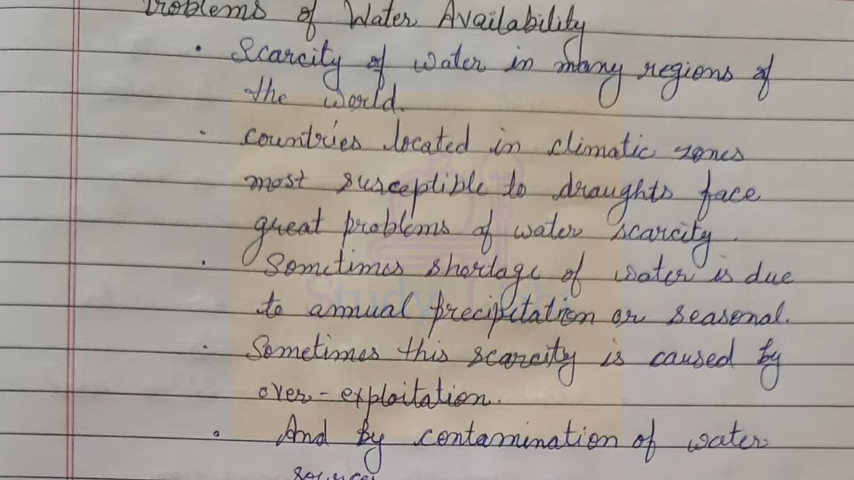 Problems of Water Availability
• Scarcity of water in many regions of
the world.
• countries located in climatic zones
most susceptible to draughts face
great problems of water scarcity.
• Sometimes shortage of water is due
to annual precipitation or seasonal.
• Sometimes this scarcity is caused by
over-exploitation.
• And by contamination of water